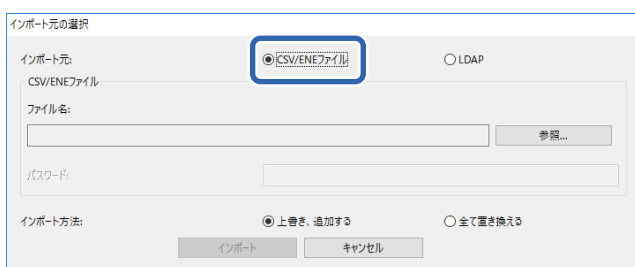 インポート元の選択
インポート元: CSV/ENEファイル LDAP
CSV/ENEファイル
ファイル名:
参照...
パスワード:
インポート方法: 上書き、追加する 全て置き換える
インポート キャンセル